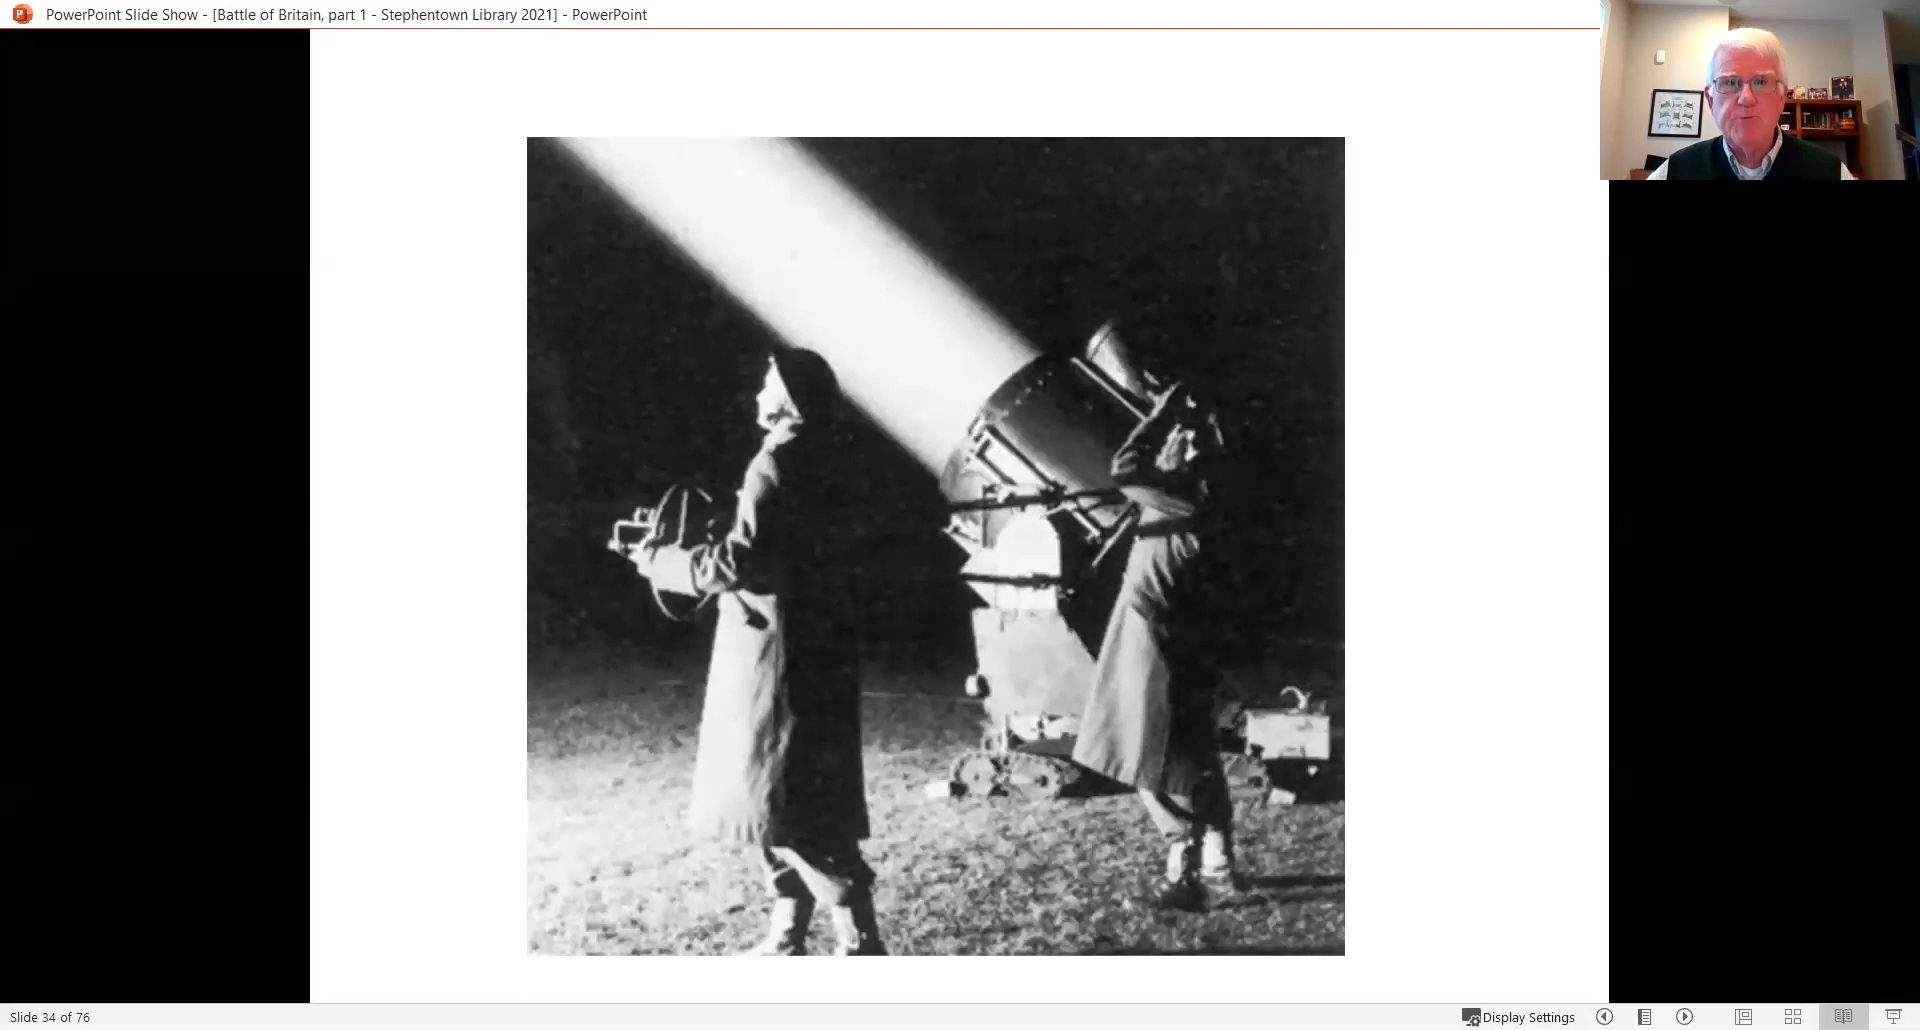 PowerPoint Slide Show - [Battle of Britain, part 1 - Stephentown Library 2021] - PowerPoint
Slide 34 of 76
Display Settings